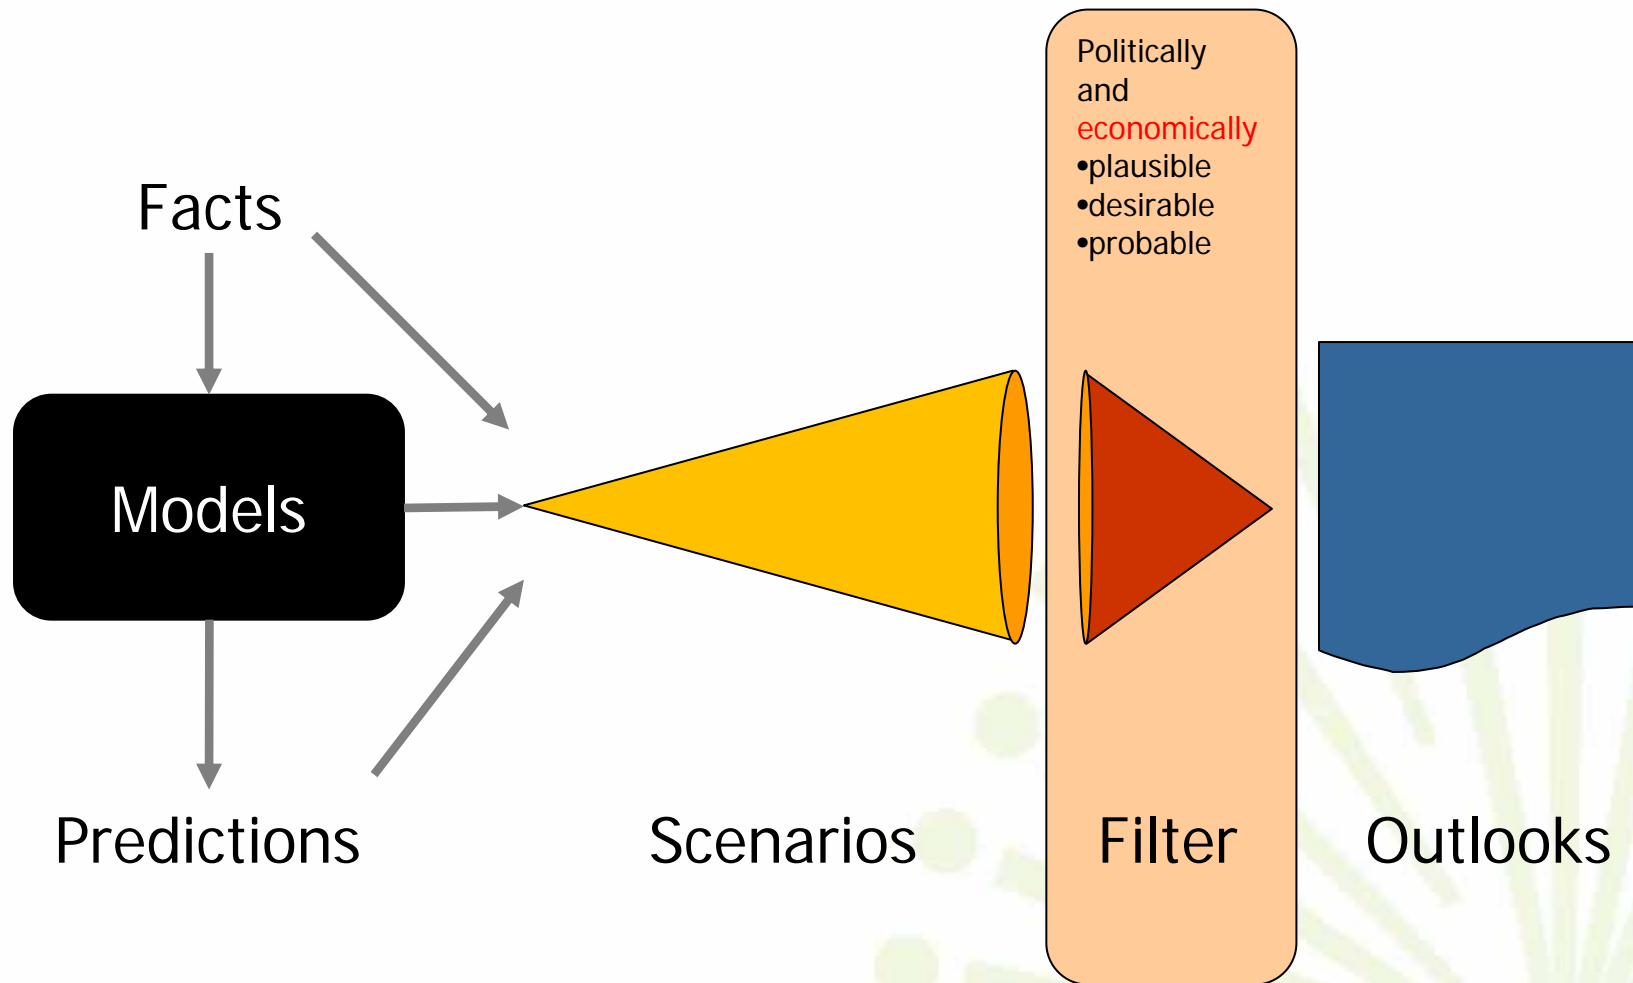 Politically
and
economically
•plausible
•desirable
•probable
Facts
Models
Predictions
Scenarios
Filter
Outlooks